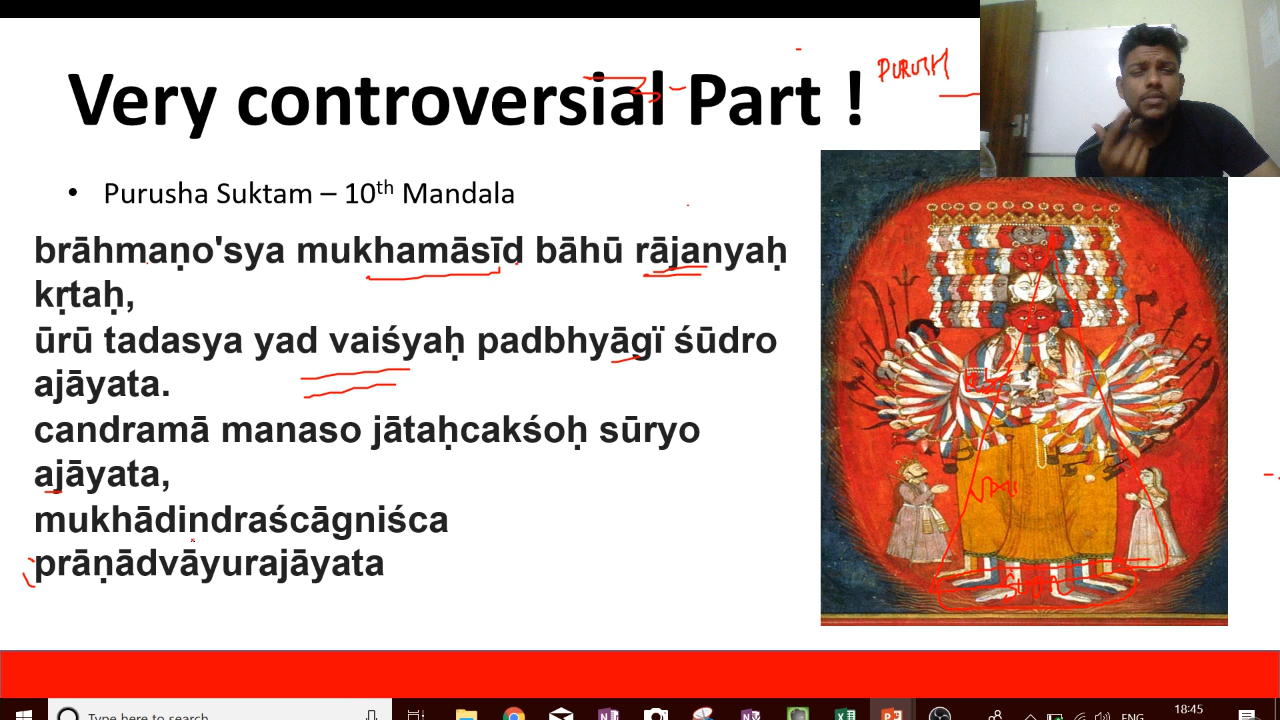 Very controversial Part !
PURUSH
• Purusha Suktam – 10th Mandala
brāhmaṇo'sya mukhamāsīd bāhū rājanyaḥ
kṛtaḥ,
ūrū tadasya yad vaiśyaḥ padbhyāgï śūdro
ajāyata.
candramā manaso jātaḥcakśoḥ sūryo
ajāyata,
mukhādindraścāgniśca
prāṇādvāyurajāyata
Type here to search
ENG
18:45